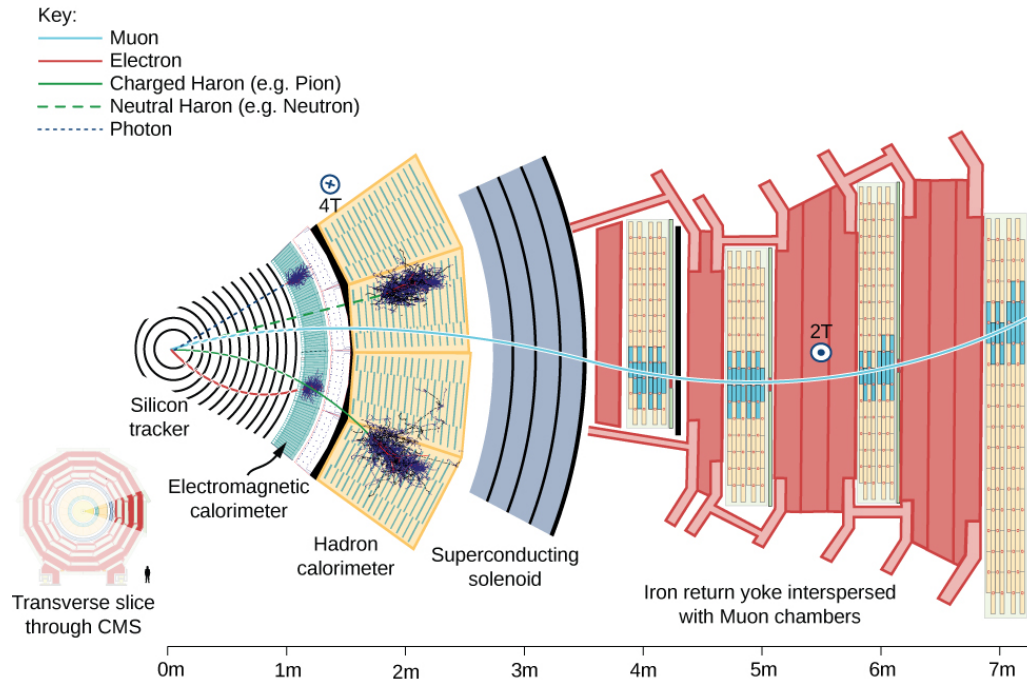 Key:
Muon
Electron
Charged Haron (e.g. Pion)
Neutral Haron (e.g. Neutron)
Photon
4T
2T
Silicon
tracker
Electromagnetic
calorimeter
Hadron
calorimeter
Superconducting
solenoid
Iron return yoke interspersed
with Muon chambers
Transverse slice
through CMS
0m 1m 2m 3m 4m 5m 6m 7m